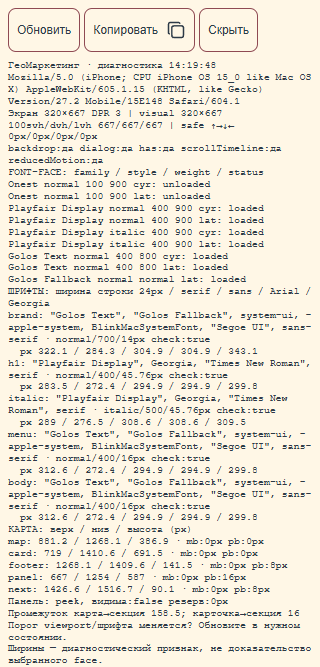 Обновить
Копировать
Скрыть
ГеоМаркетинг · диагностика 14:19:48
Mozilla/5.0 (iPhone; CPU iPhone OS 15_0 like Mac OS
X) AppleWebKit/605.1.15 (KHTML, like Gecko)
Version/27.2 Mobile/15E148 Safari/604.1
Экран 320×667 DPR 3 | visual 320×667
100svh/dvh/lvh 667/667/667 | safe ↑→↓←
0px/0px/0px/0px
backdrop:да dialog:да has:да scrollTimeline:да
reducedMotion:да
FONT-FACE: family / style / weight / status
Onest normal 100 900 cyr: unloaded
Onest normal 100 900 lat: unloaded
Playfair Display normal 400 900 cyr: loaded
Playfair Display normal 400 900 lat: loaded
Playfair Display italic 400 900 cyr: loaded
Playfair Display italic 400 900 lat: loaded
Golos Text normal 400 800 cyr: loaded
Golos Text normal 400 800 lat: loaded
Golos Fallback normal normal lat: loaded
ШРИФТЫ: ширина строки 24px / serif / sans / Arial /
Georgia
brand: "Golos Text", "Golos Fallback", system-ui, -
apple-system, BlinkMacSystemFont, "Segoe UI", sans-
serif · normal/700/14px check:true
px 322.1 / 284.3 / 304.9 / 304.9 / 343.1
h1: "Playfair Display", Georgia, "Times New Roman",
serif · normal/400/45.76px check:true
px 283.5 / 272.4 / 294.9 / 294.9 / 299.8
italic: "Playfair Display", Georgia, "Times New
Roman", serif · italic/500/45.76px check:true
px 289 / 276.5 / 308.6 / 308.6 / 309.5
menu: "Golos Text", "Golos Fallback", system-ui, -
apple-system, BlinkMacSystemFont, "Segoe UI", sans-
serif · normal/400/16px check:true
px 312.6 / 272.4 / 294.9 / 294.9 / 299.8
body: "Golos Text", "Golos Fallback", system-ui, -
apple-system, BlinkMacSystemFont, "Segoe UI", sans-
serif · normal/400/16px check:true
px 312.6 / 272.4 / 294.9 / 294.9 / 299.8
КАРТА: верх / низ / высота (px)
map: 881.2 / 1268.1 / 386.9 · mb:0px pb:0px
card: 719 / 1410.6 / 691.5 · mb:0px pb:0px
footer: 1268.1 / 1409.6 / 141.5 · mb:0px pb:8px
panel: 667 / 1254 / 587 · mb:0px pb:16px
next: 1426.6 / 1516.7 / 90.1 · mb:0px pb:8px
Панель: peek, видима:false резерв:0px
Промежуток карта→секция 158.5; карточка→секция 16
Порог viewport/шрифта меняется? Обновить в нужном
состоянии.
Ширины — диагностический признак, не доказательство
выбранного face.